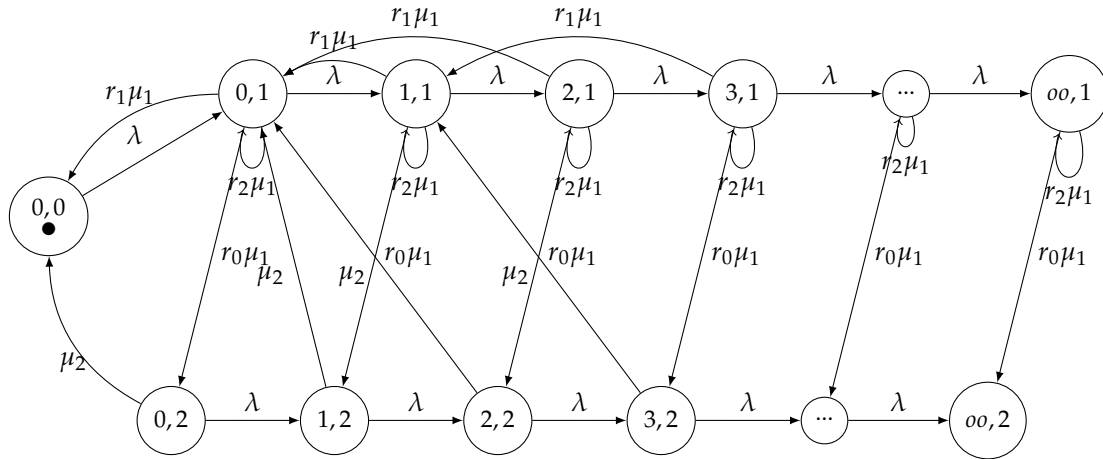 r₁μ₁ r₁μ₁
r₁μ₁
r₁μ₁ λ λ λ λ λ
0, 1 1, 1 2, 1 3, 1 ... oo, 1
λ
r₂μ₁ r₂μ₁ r₂μ₁ r₂μ₁ r₂μ₁ r₂μ₁
0, 0
r₀μ₁ μ₂ μ₂ r₀μ₁ μ₂ r₀μ₁ r₀μ₁ r₀μ₁ r₀μ₁
μ₂
λ λ λ λ λ
0, 2 1, 2 2, 2 3, 2 ... oo, 2